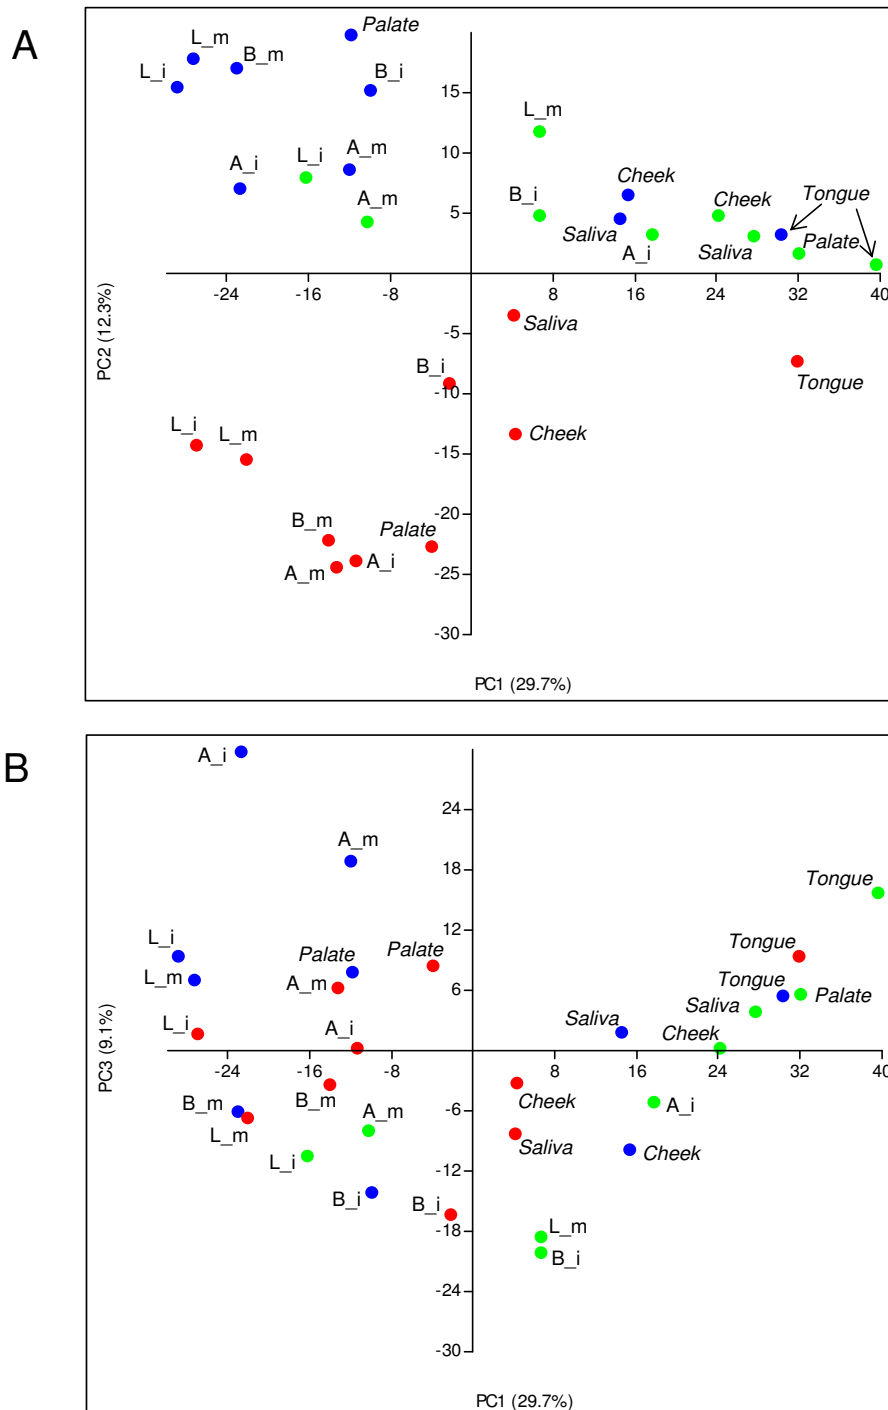 A
Palate
L_m
B_m
L_i
B_i
15
L_m
10
A_i
L_i
A_m
Cheek
Cheek
Tongue
A_m
B_i
5
Saliva
A_i
Saliva
Palate
-24
-16
-8
8
16
24
32
40
Saliva
-5
B_i
Tongue
-10
L_i
L_m
Cheek
-15
-20
B_m
Palate
A_m
A_i
-25
-30
PC2 (12.3%)
PC1 (29.7%)
B
A_i
24
A_m
18
Tongue
L_i
12
Palate
Palate
Tongue
L_m
A_m
Tongue
6
Palate
L_i
A_i
Saliva
Saliva
Cheek
-24
-16
-8
8
16
24
32
40
B_m
B_m
A_m
Cheek
A_i
-6
L_m
L_i
Saliva
Cheek
-12
B_i
B_i
L_m
-18
B_i
-24
-30
PC3 (9.1%)
PC1 (29.7%)